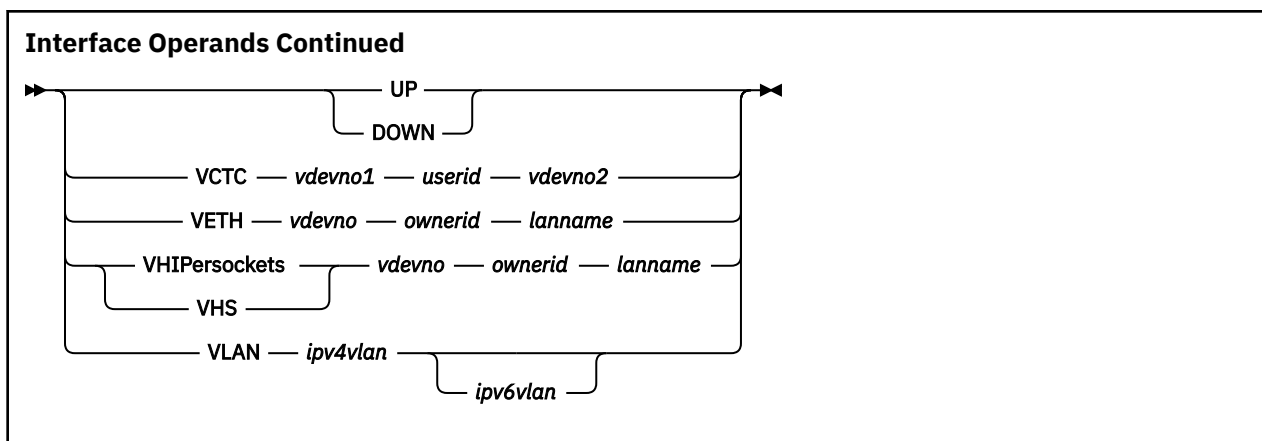 Interface Operands Continued
UP
DOWN
VCTC vdevno1 userid vdevno2
VETH vdevno ownerid lanname
VHIPersockets vdevno ownerid lanname
VHS
VLAN ipv4vlan
ipv6vlan